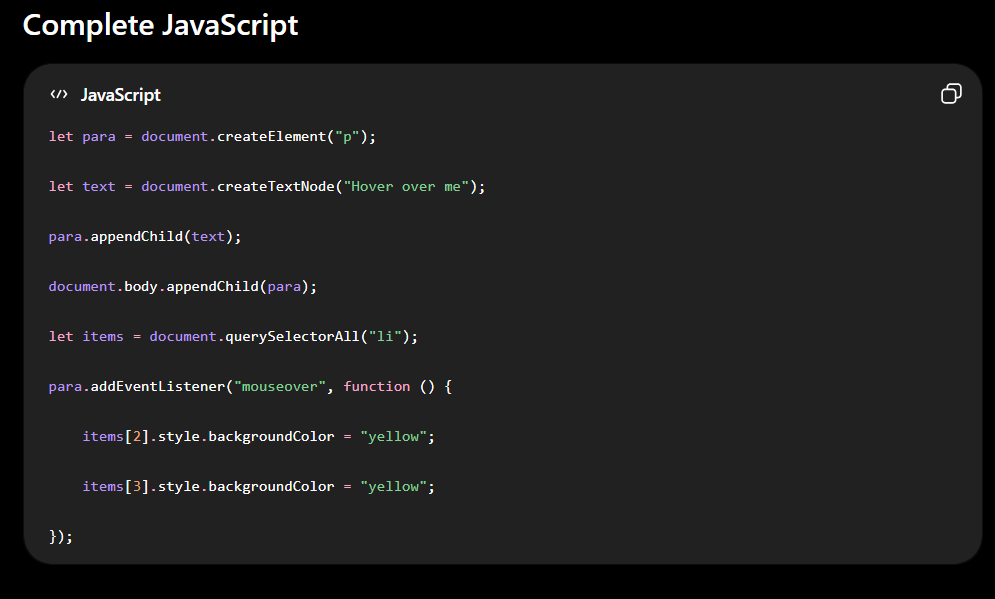 Complete JavaScript
</> JavaScript
let para = document.createElement("p");
let text = document.createTextNode("Hover over me");
para.appendChild(text);
document.body.appendChild(para);
let items = document.querySelectorAll("li");
para.addEventListener("mouseover", function () {
    items[2].style.backgroundColor = "yellow";
    items[3].style.backgroundColor = "yellow";
});